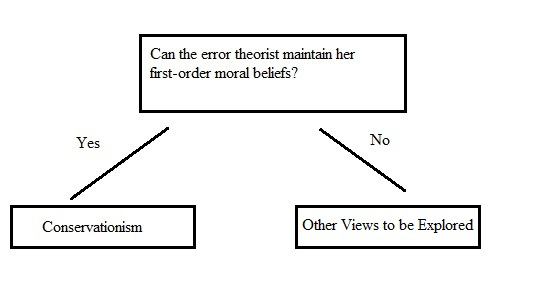 Can the error theorist maintain her
first-order moral beliefs?
Yes
No
Conservationism
Other Views to be Explored